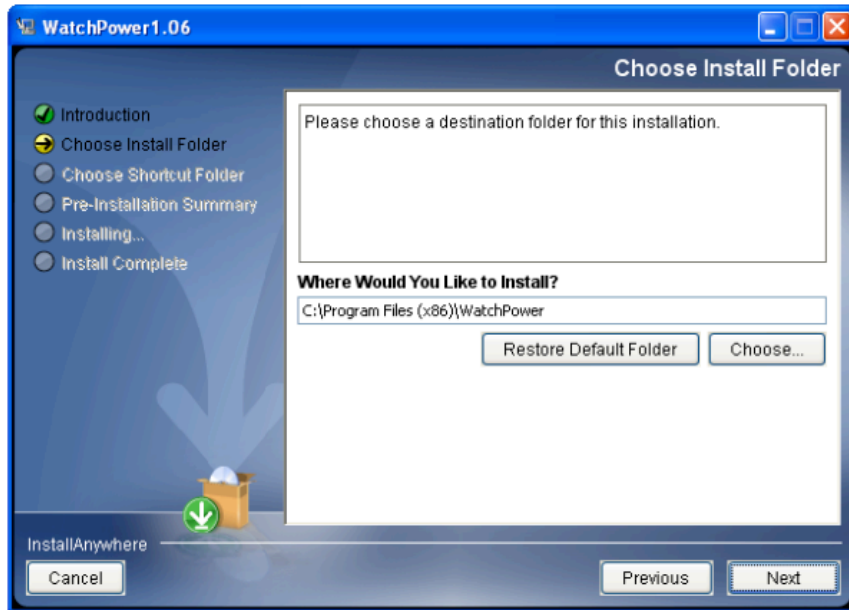 WatchPower1.06
Choose Install Folder
Introduction
Choose Install Folder
Choose Shortcut Folder
Pre-Installation Summary
Installing...
Install Complete
Please choose a destination folder for this installation.
Where Would You Like to Install?
C:\Program Files (x86)\WatchPower
Restore Default Folder
Choose...
InstallAnywhere
Cancel
Previous
Next